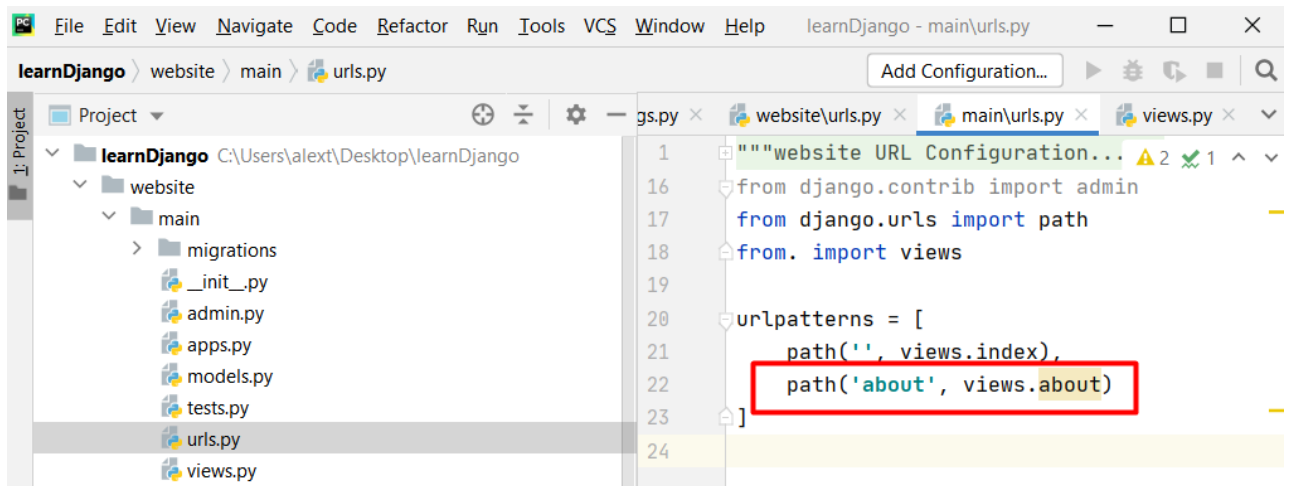 PC File Edit View Navigate Code Refactor Run Tools VCS Window Help learnDjango - main\urls.py
learnDjango website main urls.py Add Configuration...
1: Project
Project
gs.py website\urls.py main\urls.py views.py
learnDjango C:\Users\alext\Desktop\learnDjango
website
main
migrations
__init__.py
admin.py
apps.py
models.py
tests.py
urls.py
views.py
1 """website URL Configuration... 2 1
16 from django.contrib import admin
17 from django.urls import path
18 from. import views
19
20 urlpatterns = [
21 path('', views.index),
22 path('about', views.about)
23 ]
24